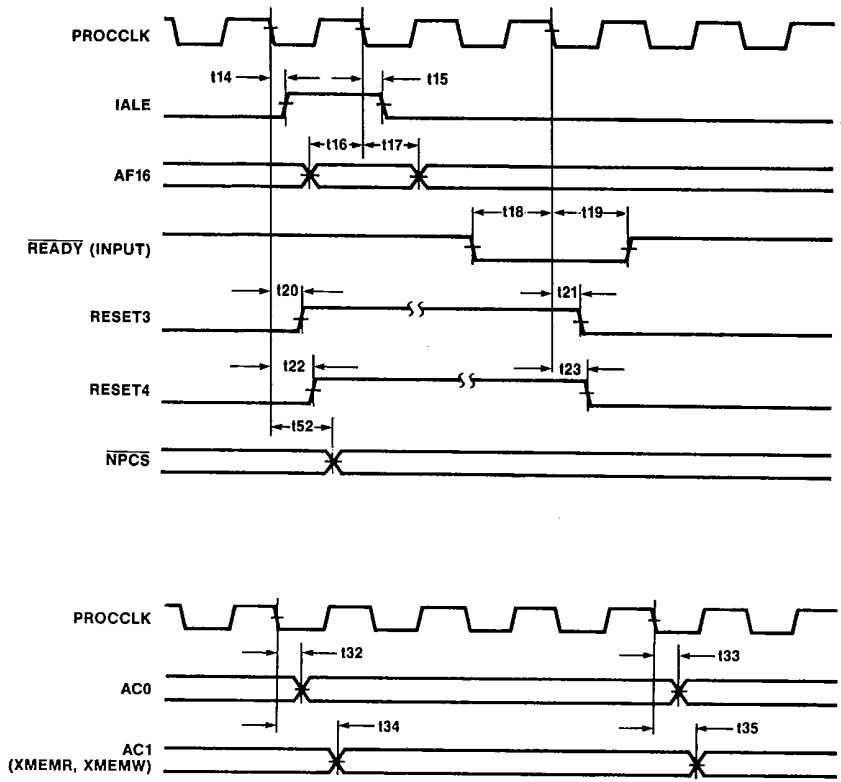 PROCCLK
t14
t15
IALE
t16
t17
AF16
t18
t19
READY (INPUT)
t20
t21
RESET3
t22
t23
RESET4
t52
NPCS
PROCCLK
t32
t33
AC0
t34
t35
AC1
(XMEMR, XMEMW)